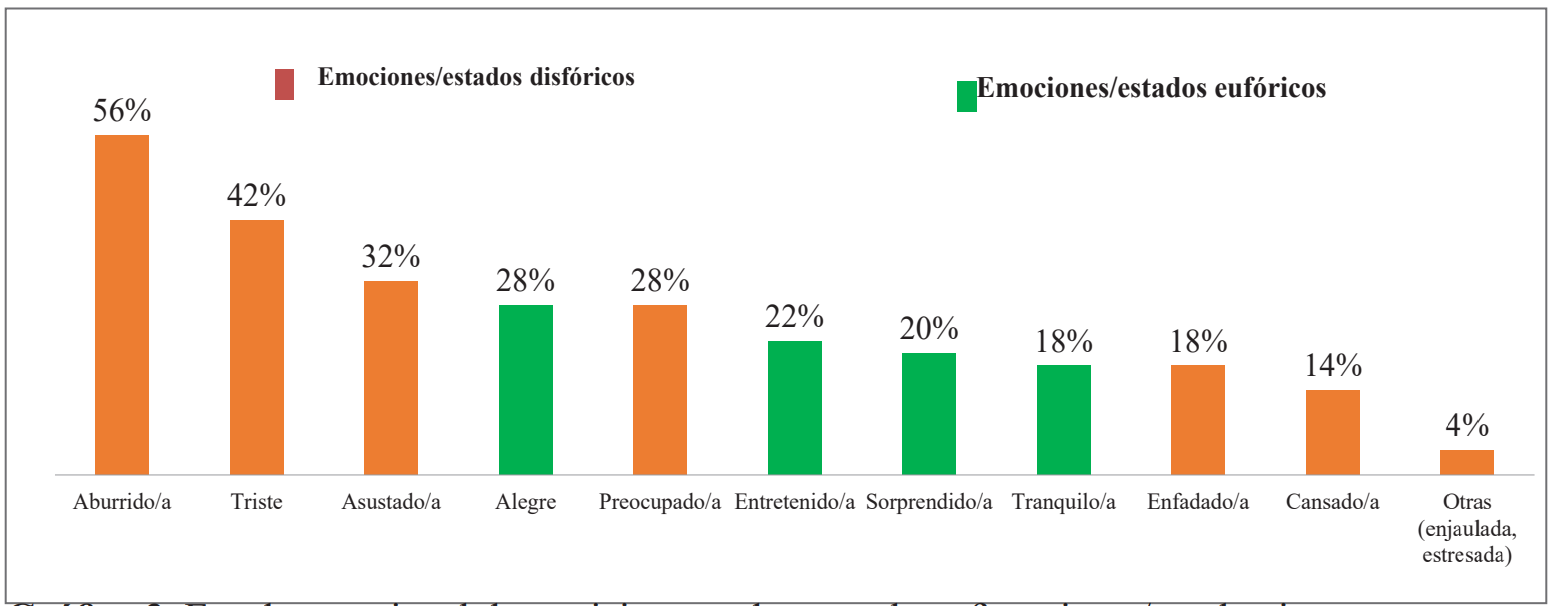 Emociones/estados disfóricos
Emociones/estados eufóricos
56%
42%
32%
28%
28%
22%
20%
18%
18%
14%
4%
Aburrido/a
Triste
Asustado/a
Alegre
Preocupado/a
Entretenido/a
Sorprendido/a
Tranquilo/a
Enfadado/a
Cansado/a
Otras
(enjaulada,
estresada)